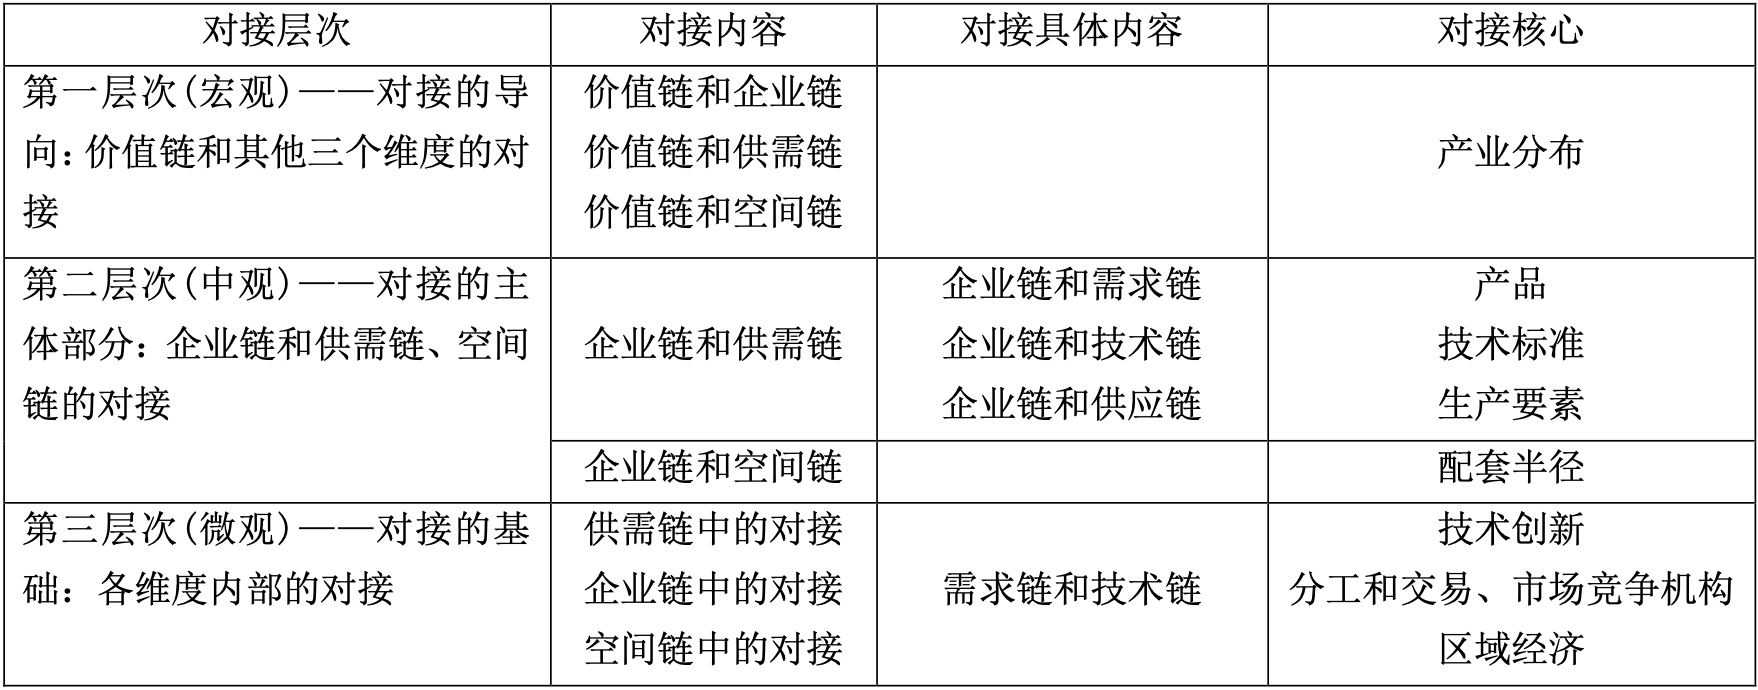 对接层次 对接内容 对接具体内容 对接核心
第一层次(宏观)——对接的导
向：价值链和其他三个维度的对
接
价值链和企业链
价值链和供需链
价值链和空间链
产业分布
第二层次(中观)——对接的主
体部分：企业链和供需链、空间
链的对接
企业链和供需链
企业链和需求链
企业链和技术链
企业链和供应链
产品
技术标准
生产要素
企业链和空间链
配套半径
第三层次(微观)——对接的基
础：各维度内部的对接
供需链中的对接
企业链中的对接
空间链中的对接
需求链和技术链
技术创新
分工和交易、市场竞争机构
区域经济